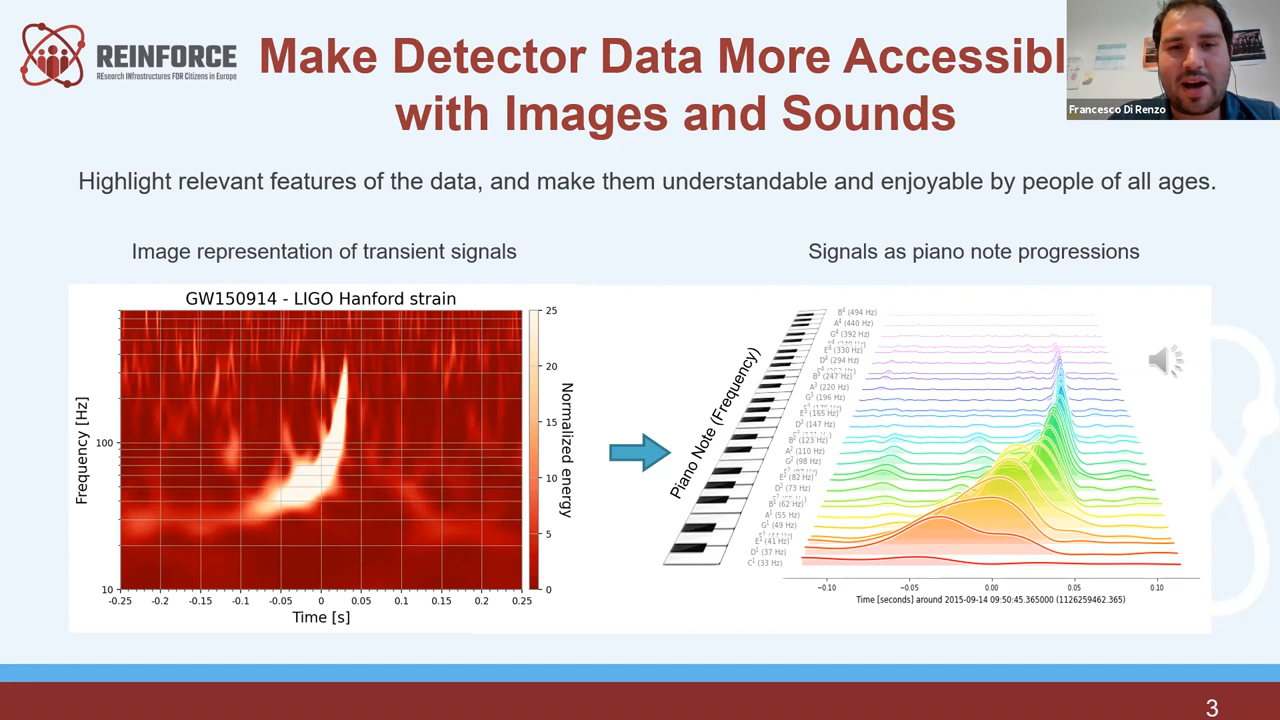 REINFORCE
REsearch INfrastructures FOR Citizens in Europe
Make Detector Data More Accessibl
with Images and Sounds
Francesco Di Renzo
Highlight relevant features of the data, and make them understandable and enjoyable by people of all ages.
Image representation of transient signals
Signals as piano note progressions
GW150914 - LIGO Hanford strain
Frequency [Hz]
100
10
-0.25 -0.2 -0.15 -0.1 -0.05 0 0.05 0.1 0.15 0.2 0.25
Time [s]
25
20
15
10
5
0
Normalized energy
Piano Note (Frequency)
B⁴ (494 Hz)
A⁴ (440 Hz)
G⁴ (392 Hz)
E⁴ (330 Hz)
D⁴ (294 Hz)
B³ (247 Hz)
A³ (220 Hz)
G³ (196 Hz)
E³ (165 Hz)
D³ (147 Hz)
B² (123 Hz)
A² (110 Hz)
G² (98 Hz)
E² (82 Hz)
D² (73 Hz)
B¹ (62 Hz)
A¹ (55 Hz)
G¹ (49 Hz)
E¹ (41 Hz)
D¹ (37 Hz)
C¹ (33 Hz)
−0.10 −0.05 0.00 0.05 0.10
Time [seconds] around 2015-09-14 09:50:45.365000 (1126259462.365)
3